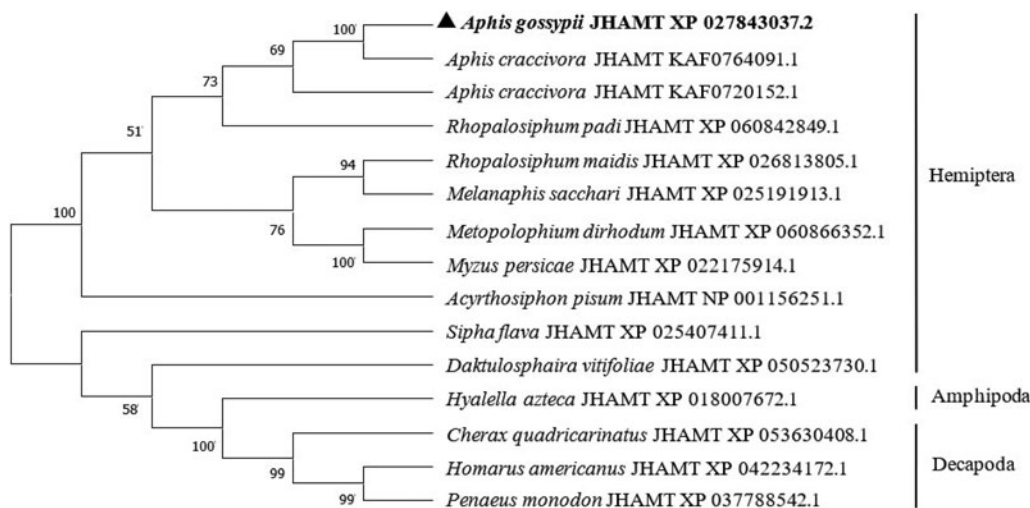 100 ▲ Aphis gossypii JHAMT XP 027843037.2
69 Aphis craccivora JHAMT KAF0764091.1
73 Aphis craccivora JHAMT KAF0720152.1
51 Rhopalosiphum padi JHAMT XP 060842849.1
94 Rhopalosiphum maidis JHAMT XP 026813805.1
Hemiptera
Melanaphis sacchari JHAMT XP 025191913.1
100
76 Metopolophium dirhodum JHAMT XP 060866352.1
100 Myzus persicae JHAMT XP 022175914.1
Acyrthosiphon pisum JHAMT NP 001156251.1
Sipha flava JHAMT XP 025407411.1
Daktulosphaira vitifoliae JHAMT XP 050523730.1
58 Hyalella azteca JHAMT XP 018007672.1 Amphipoda
100 Cherax quadricarinatus JHAMT XP 053630408.1
99 Homarus americanus JHAMT XP 042234172.1 Decapoda
99 Penaeus monodon JHAMT XP 037788542.1